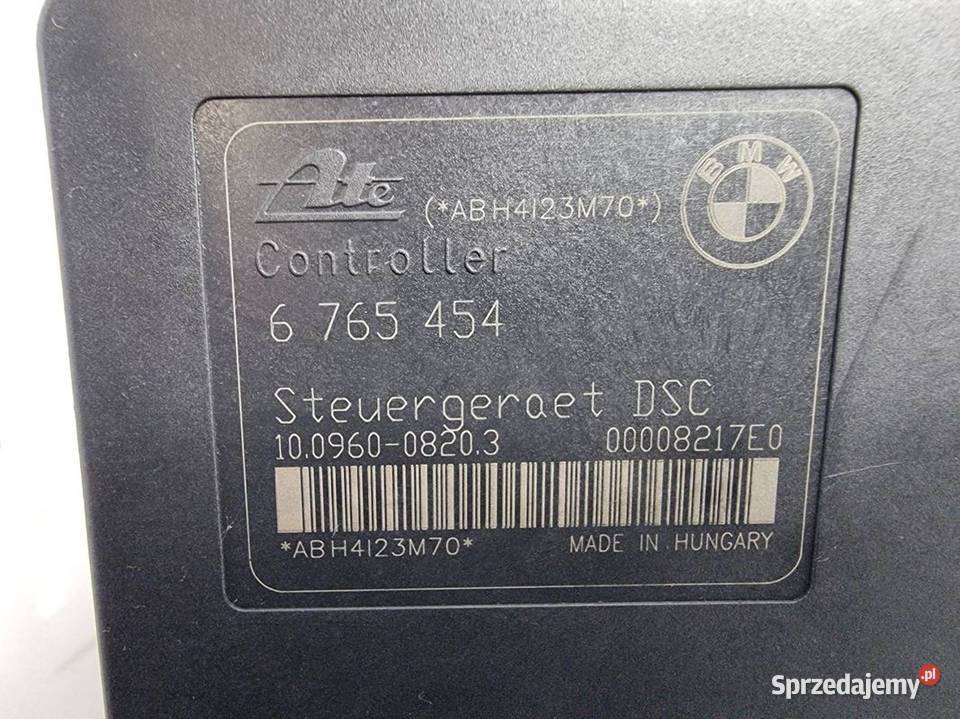 Ate (*ABH4I23M70*) BMW
Controller
6 765 454
Steuergeraet DSC
10.0960-0820.3 00008217E0
*ABH4I23M70* MADE IN HUNGARY
Sprzedajemy.pl